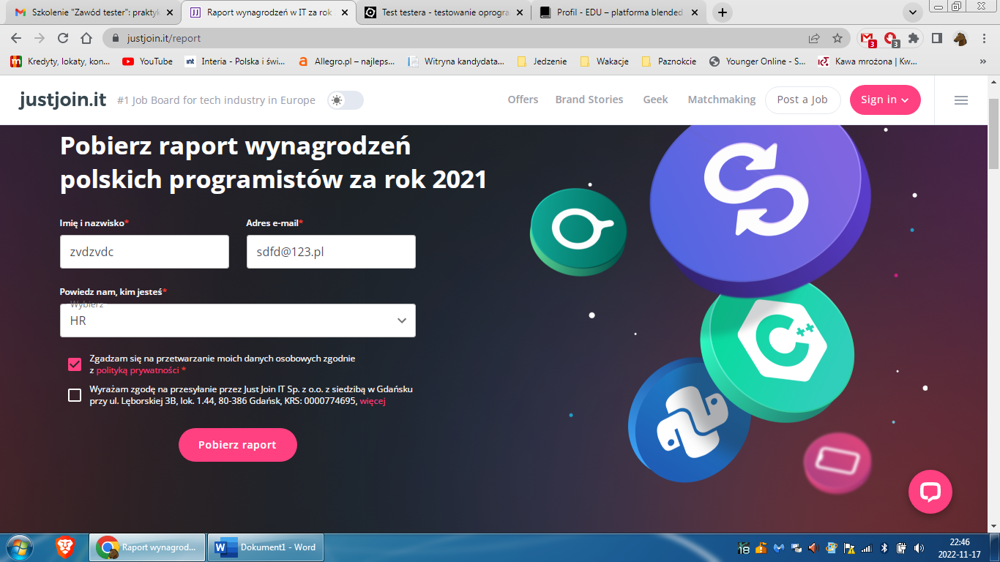 Szkolenie "Zawód tester": praktyk
Raport wynagrodzeń w IT za rok
Test testera - testowanie oprogra
Profil - EDU – platforma blended
justjoin.it/report
3
3
Kredyty, lokaty, kon...
YouTube
int
Interia - Polska i świ...
a
Allegro.pl – najleps...
Witryna kandydata...
Jedzenie
Wakacje
Paznokcie
Younger Online - S...
Kawa mrożona | Kw...
»
justjoin.it
#1 Job Board for tech industry in Europe
Offers
Brand Stories
Geek
Matchmaking
Post a Job
Sign in
Pobierz raport wynagrodzeń
polskich programistów za rok 2021
Imię i nazwisko*
Adres e-mail*
zvdzvdc
sdfd@123.pl
Powiedz nam, kim jesteś*
Wybierz
HR
Zgadzam się na przetwarzanie moich danych osobowych zgodnie
z polityką prywatności *
Wyrażam zgodę na przesyłanie przez Just Join IT Sp. z o.o. z siedzibą w Gdańsku
przy ul. Lęborskiej 3B, lok. 1.44, 80-386 Gdańsk, KRS: 0000774695, więcej
Pobierz raport
C++
Raport wynagrod...
Dokument1 - Word
18
22:46
2022-11-17